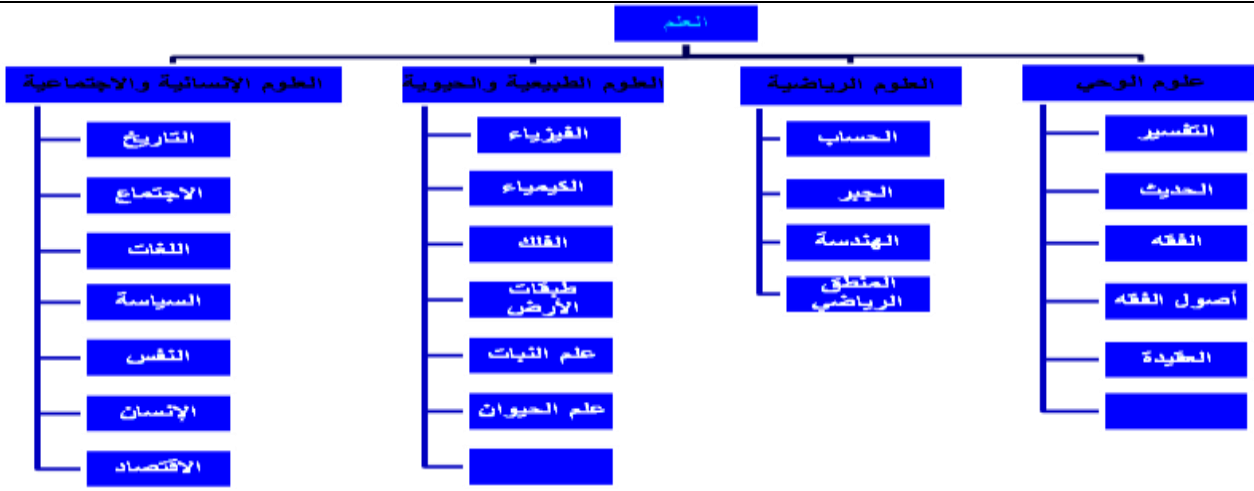 العلم
علوم الوحي
العلوم الرياضية
العلوم الطبيعية والحيوية
العلوم الإنسانية والاجتماعية
التفسير
الحديث
الفقه
أصول الفقه
العقيدة
الحساب
الجبر
الهندسة
المنطق
الرياضي
الفيزياء
الكيمياء
الفلك
طبقات
الأرض
علم النبات
علم الحيوان
التاريخ
الاجتماع
اللغات
السياسة
النفس
الإنسان
الاقتصاد